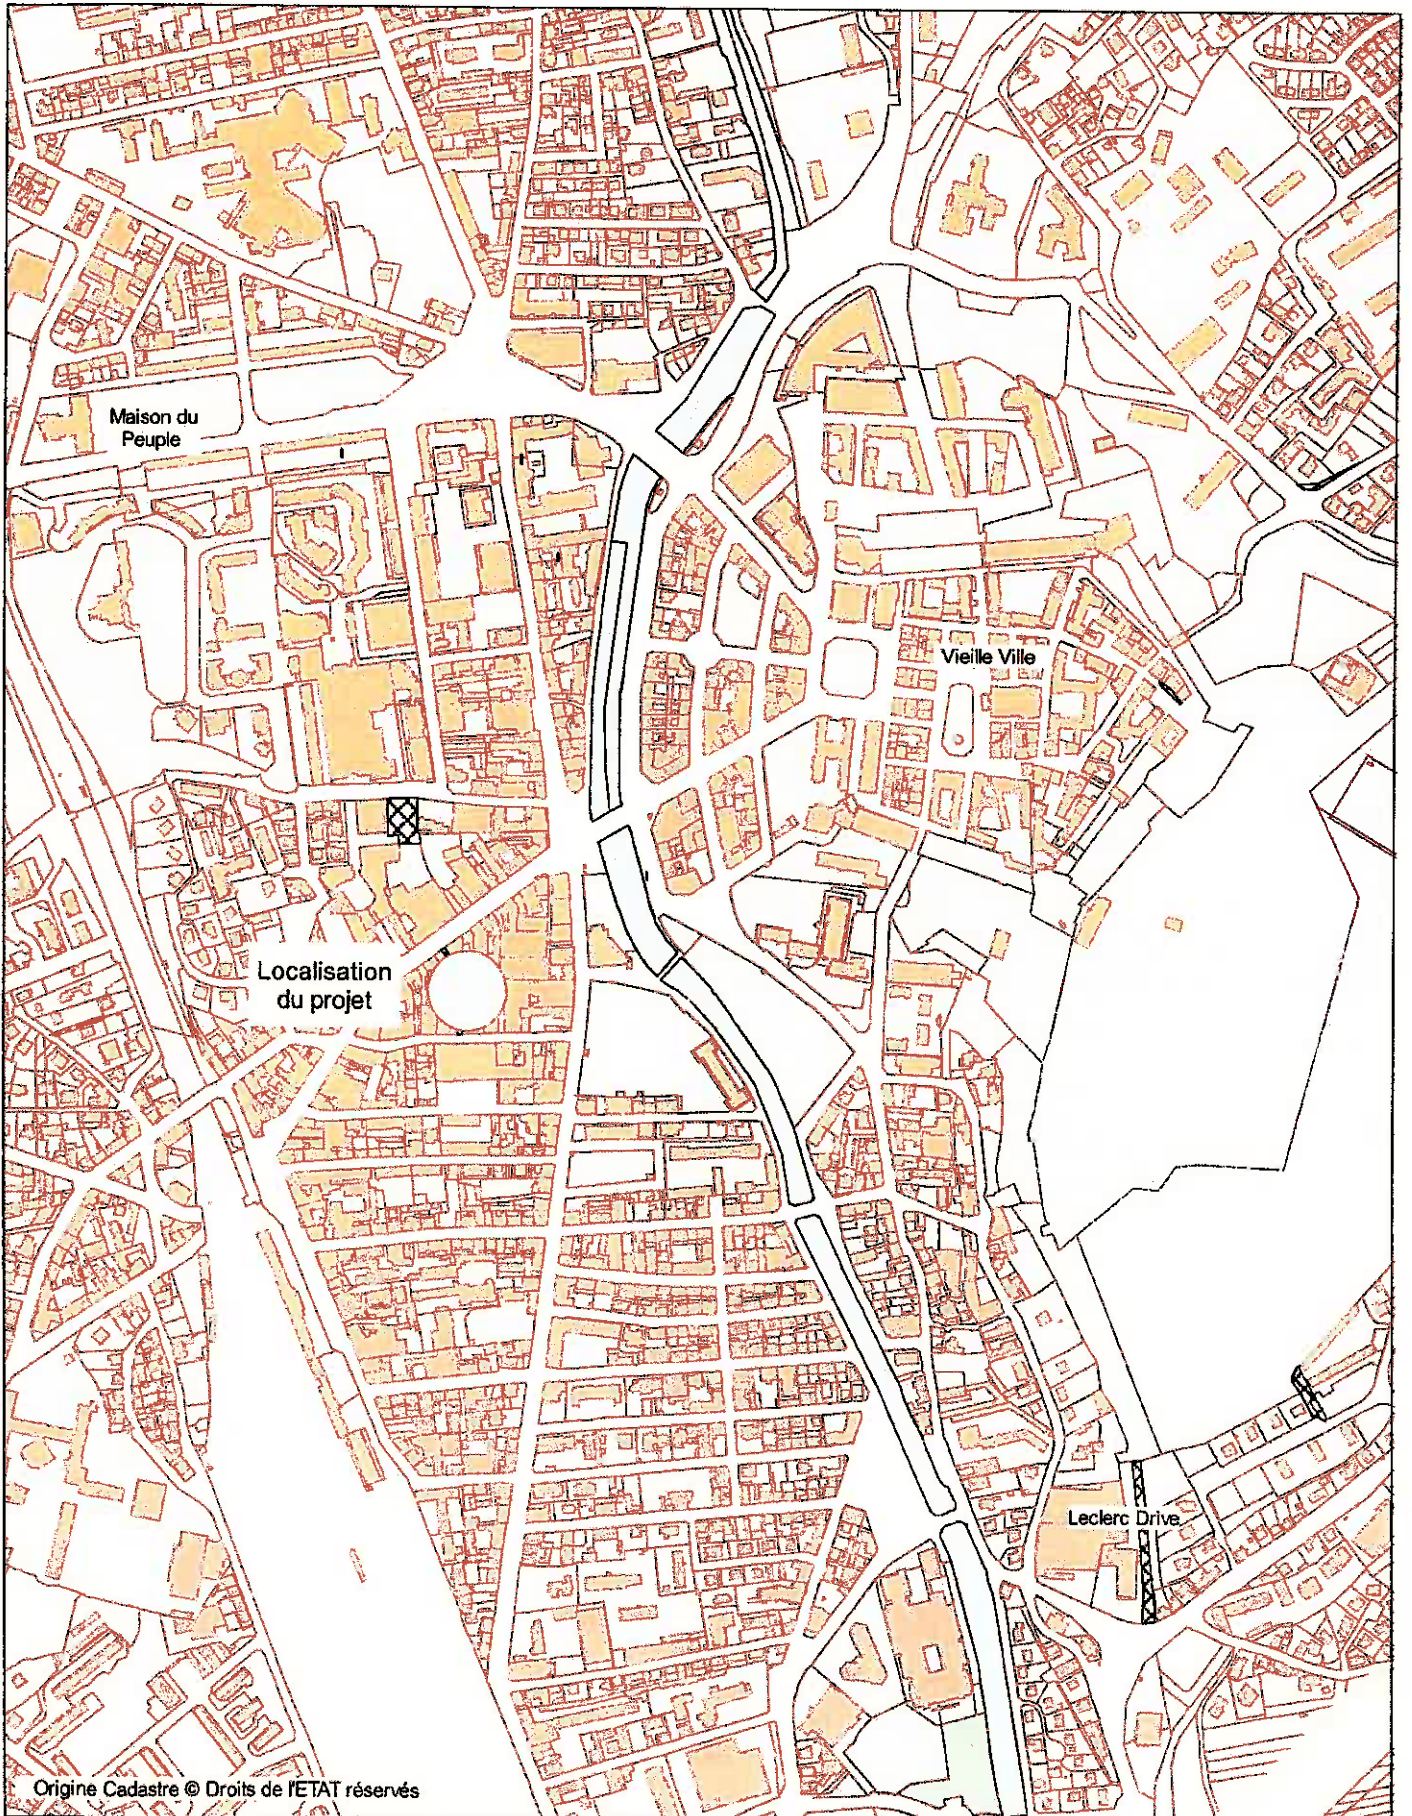 Maison du
Peuple
Vieille Ville
Localisation
du projet
Leclerc Drive
Origine Cadastre © Droits de l'ETAT réservés